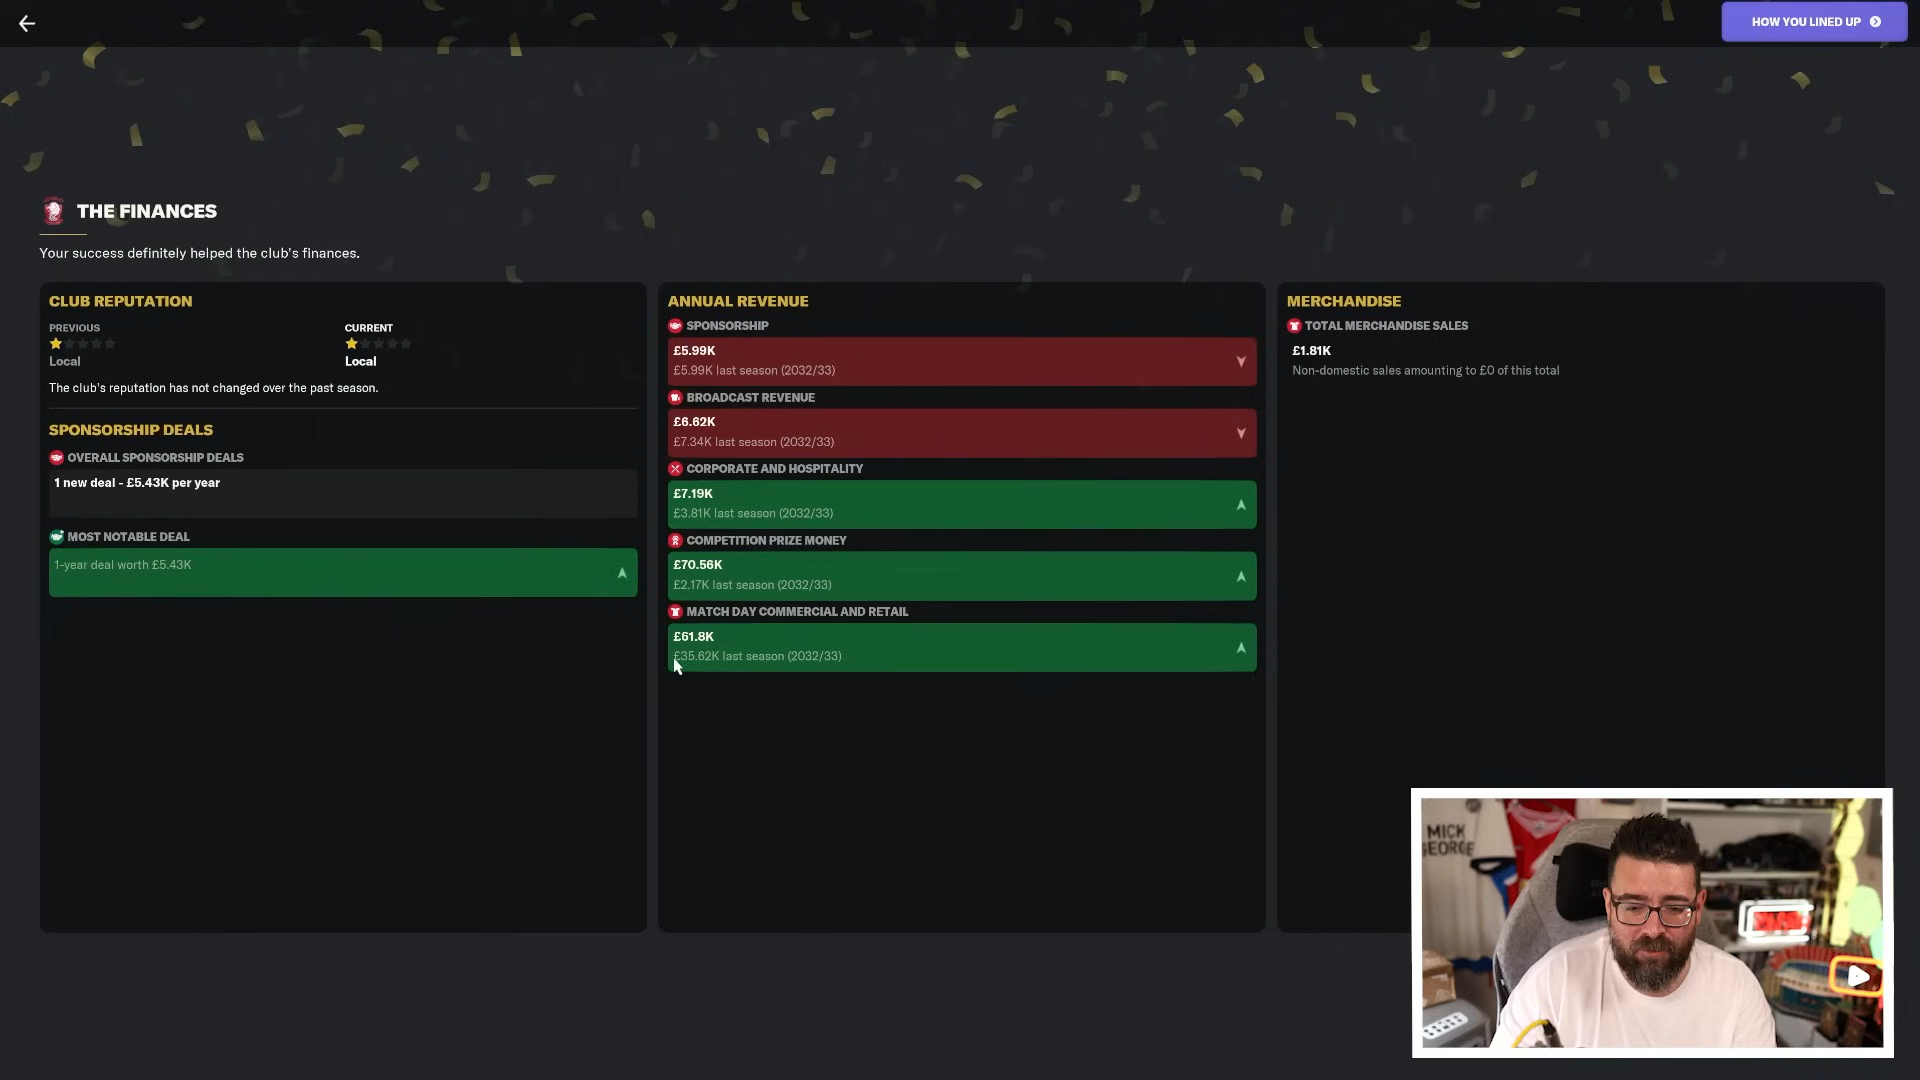 HOW YOU LINED UP
THE FINANCES
Your success definitely helped the club's finances.
CLUB REPUTATION
PREVIOUS
CURRENT
Local
Local
The club's reputation has not changed over the past season.
SPONSORSHIP DEALS
OVERALL SPONSORSHIP DEALS
1 new deal - £5.43K per year
MOST NOTABLE DEAL
1-year deal worth £5.43K
ANNUAL REVENUE
SPONSORSHIP
£5.99K
£5.99K last season (2032/33)
BROADCAST REVENUE
£6.62K
£7.34K last season (2032/33)
CORPORATE AND HOSPITALITY
£7.19K
£3.81K last season (2032/33)
COMPETITION PRIZE MONEY
£70.56K
£2.17K last season (2032/33)
MATCH DAY COMMERCIAL AND RETAIL
£61.8K
£35.62K last season (2032/33)
MERCHANDISE
TOTAL MERCHANDISE SALES
£1.81K
Non-domestic sales amounting to £0 of this total
MICK
GEORGE